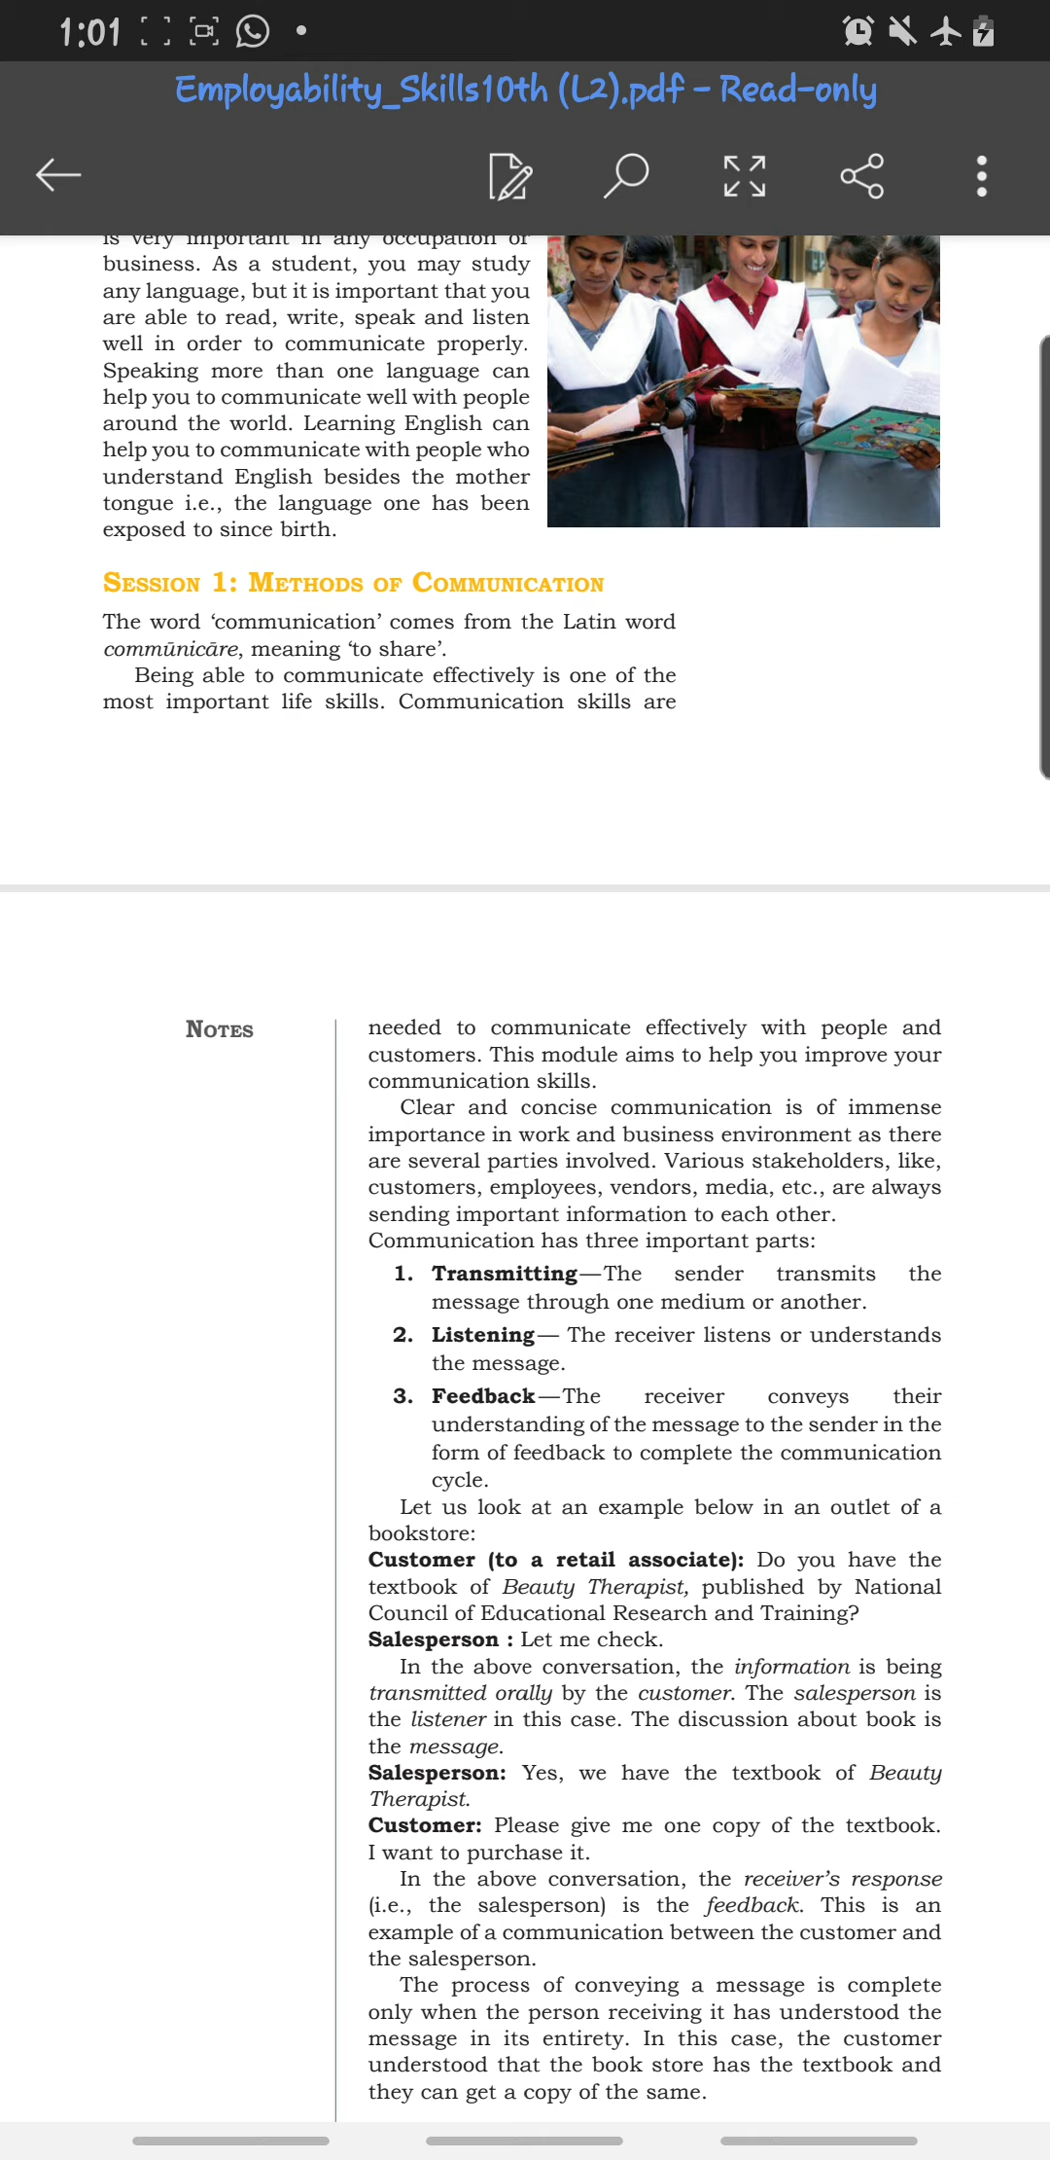 1:01
Employability_Skills10th (L2).pdf - Read-only
is very important in any occupation or
business. As a student, you may study
any language, but it is important that you
are able to read, write, speak and listen
well in order to communicate properly.
Speaking more than one language can
help you to communicate well with people
around the world. Learning English can
help you to communicate with people who
understand English besides the mother
tongue i.e., the language one has been
exposed to since birth.
SESSION 1: METHODS OF COMMUNICATION
The word ‘communication’ comes from the Latin word
commūnicāre, meaning ‘to share’.
Being able to communicate effectively is one of the
most important life skills. Communication skills are
NOTES
needed to communicate effectively with people and
customers. This module aims to help you improve your
communication skills.
Clear and concise communication is of immense
importance in work and business environment as there
are several parties involved. Various stakeholders, like,
customers, employees, vendors, media, etc., are always
sending important information to each other.
Communication has three important parts:
1. Transmitting—The sender transmits the
message through one medium or another.
2. Listening— The receiver listens or understands
the message.
3. Feedback—The receiver conveys their
understanding of the message to the sender in the
form of feedback to complete the communication
cycle.
Let us look at an example below in an outlet of a
bookstore:
Customer (to a retail associate): Do you have the
textbook of Beauty Therapist, published by National
Council of Educational Research and Training?
Salesperson : Let me check.
In the above conversation, the information is being
transmitted orally by the customer. The salesperson is
the listener in this case. The discussion about book is
the message.
Salesperson: Yes, we have the textbook of Beauty
Therapist.
Customer: Please give me one copy of the textbook.
I want to purchase it.
In the above conversation, the receiver’s response
(i.e., the salesperson) is the feedback. This is an
example of a communication between the customer and
the salesperson.
The process of conveying a message is complete
only when the person receiving it has understood the
message in its entirety. In this case, the customer
understood that the book store has the textbook and
they can get a copy of the same.